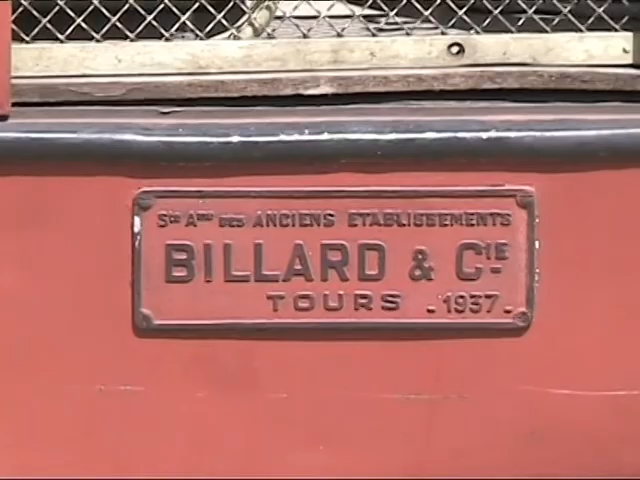 Sté Ame DES ANCIENS ETABLISSEMENTS
BILLARD & CIE
TOURS - 1937 -